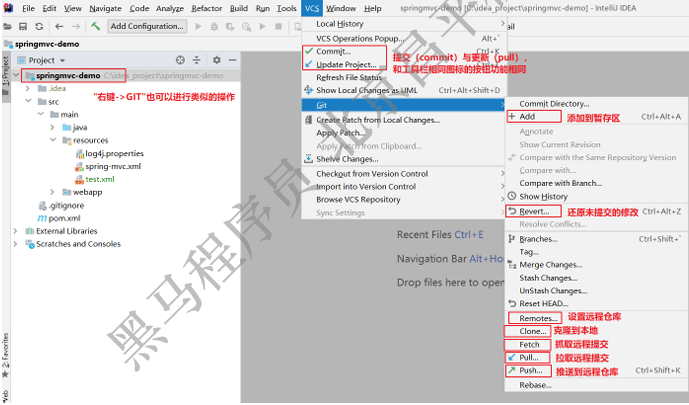 File Edit View Navigate Code Analyze Refactor Build Run Tools VCS Window Help springmvc-demo [C:\idea_project\springmvc-demo] - IntelliJ IDEA
Add Configuration...
springmvc-demo
1: Project
Project
springmvc-demo C:\idea_project\springmvc-demo
.idea
"右键->GIT"也可以进行类似的操作
src
main
java
resources
log4j.properties
spring-mvc.xml
test.xml
webapp
.gitignore
pom.xml
External Libraries
Scratches and Consoles
2: Favorites
Web
Local History
VCS Operations Popup... Alt+`
Commit... Ctrl+K
Update Project... Ctrl+T
提交（commit）与更新（pull），
和工具栏相同图标的按钮功能相同
Refresh File Status
Show Local Changes as UML Ctrl+Alt+Shift+D
Git
Create Patch from Local Changes...
Apply Patch...
Apply Patch from Clipboard...
Shelve Changes...
Checkout from Version Control
Import into Version Control
Browse VCS Repository
Sync Settings
Commit Directory...
Add 添加到暂存区 Ctrl+Alt+A
Annotate
Show Current Revision
Compare with the Same Repository Version
Compare with...
Compare with Branch...
Show History
Revert... 还原未提交的修改 Ctrl+Alt+Z
Resolve Conflicts...
Branches... Ctrl+Shift+`
Tag...
Merge Changes...
Stash Changes...
UnStash Changes...
Reset HEAD...
Remotes... 设置远程仓库
Clone... 克隆到本地
Fetch 抓取远程提交
Pull... 拉取远程提交
Push... 推送到远程仓库 Ctrl+Shift+K
Rebase...
Recent Files Ctrl+E
Navigation Bar Alt+Ho
Drop files here to open
黑马程序员 北京昌平